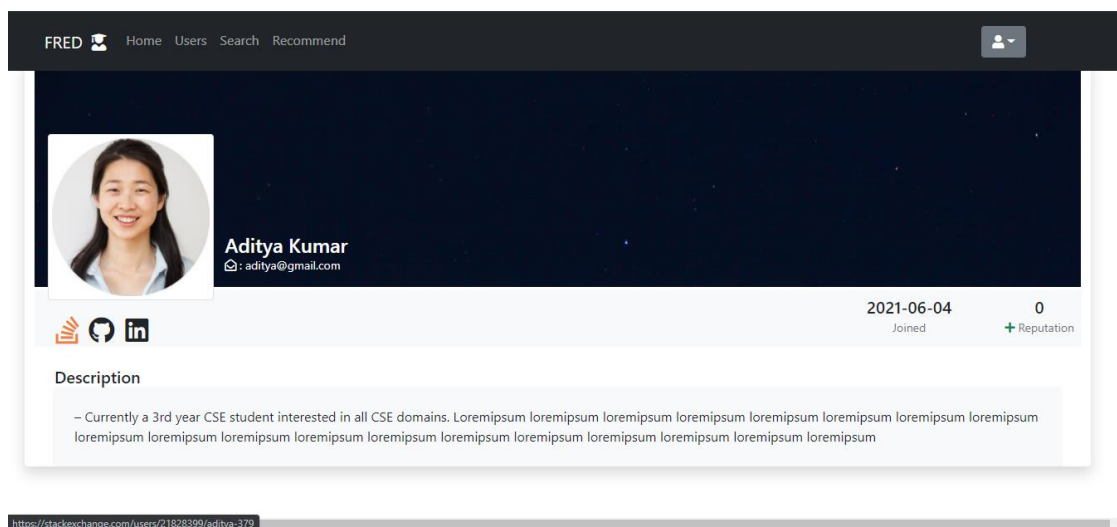 FRED Home Users Search Recommend
Aditya Kumar
: aditya@gmail.com
2021-06-04 0
Joined + Reputation
Description
– Currently a 3rd year CSE student interested in all CSE domains. Loremipsum loremipsum loremipsum loremipsum loremipsum loremipsum loremipsum loremipsum
loremipsum loremipsum loremipsum loremipsum loremipsum loremipsum loremipsum loremipsum loremipsum loremipsum loremipsum
https://stackexchange.com/users/21828399/aditya-379